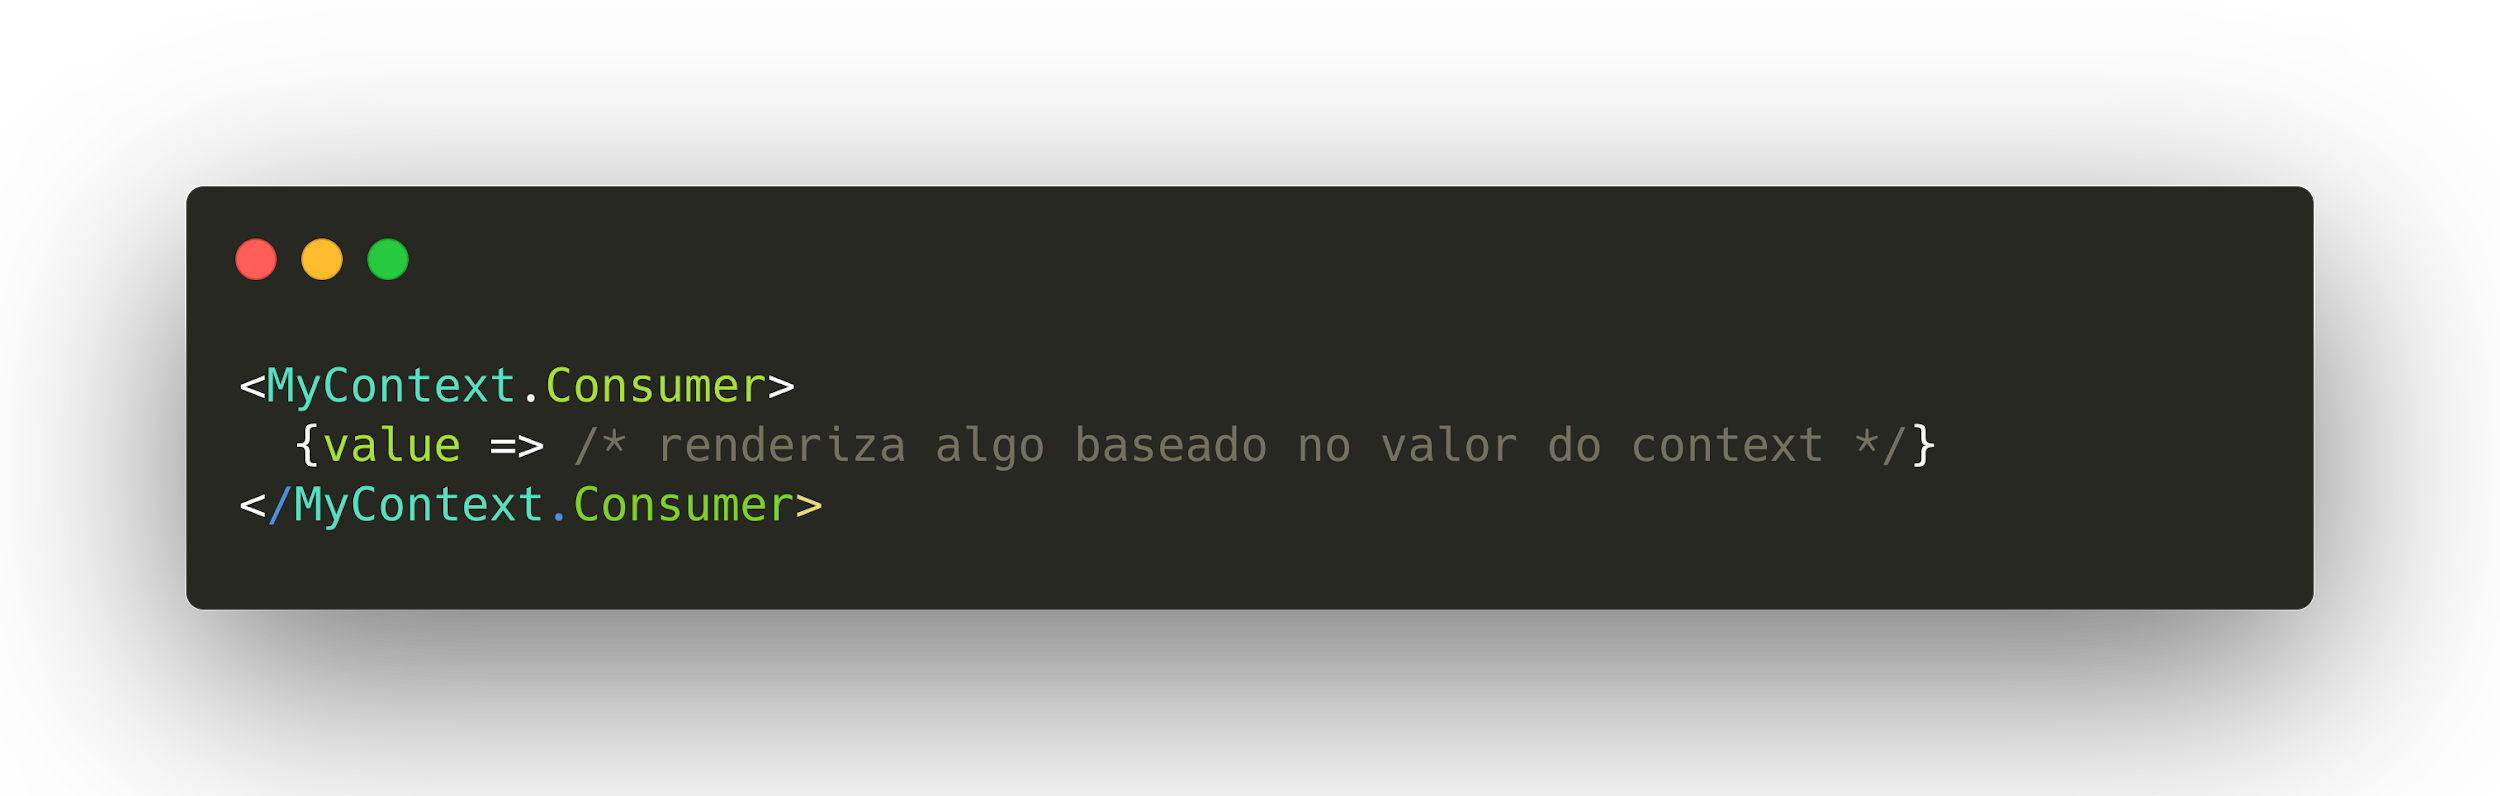 <MyContext.Consumer>
{value => /* renderiza algo baseado no valor do context */}
</MyContext.Consumer>